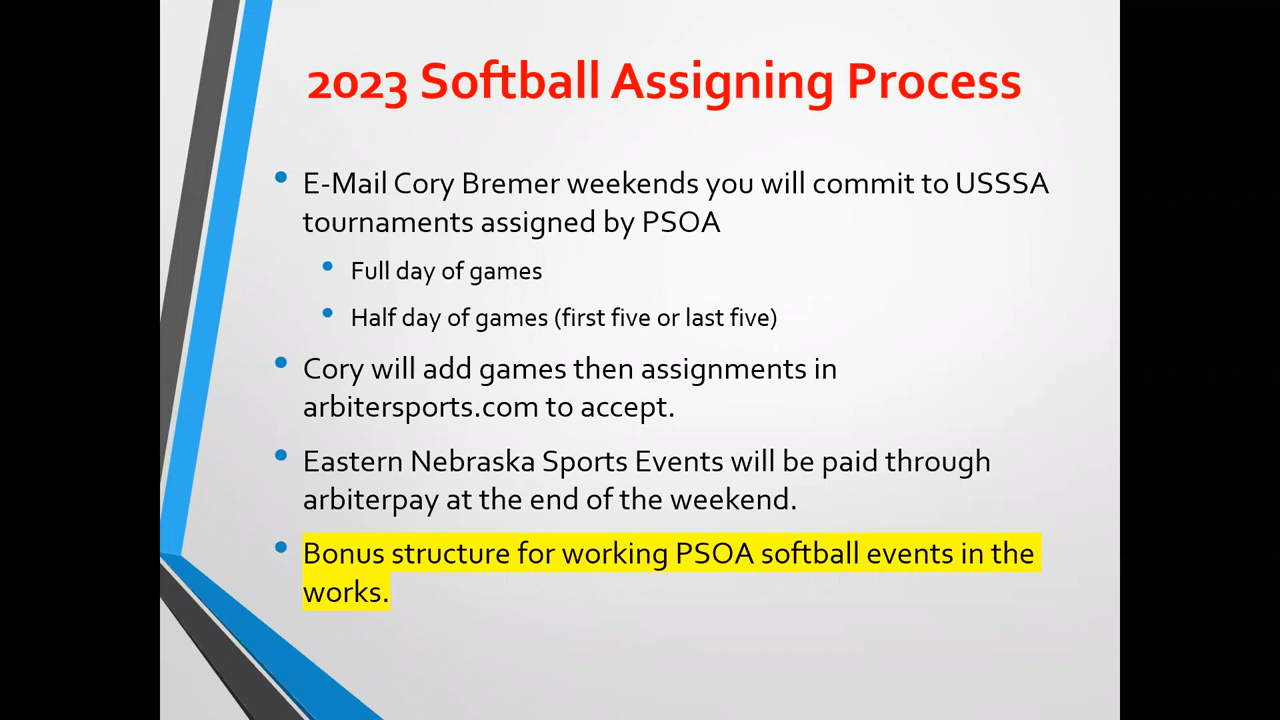 2023 Softball Assigning Process
• E-Mail Cory Bremer weekends you will commit to USSSA
tournaments assigned by PSOA
• Full day of games
• Half day of games (first five or last five)
• Cory will add games then assignments in
arbitersports.com to accept.
• Eastern Nebraska Sports Events will be paid through
arbiterpay at the end of the weekend.
• Bonus structure for working PSOA softball events in the
works.